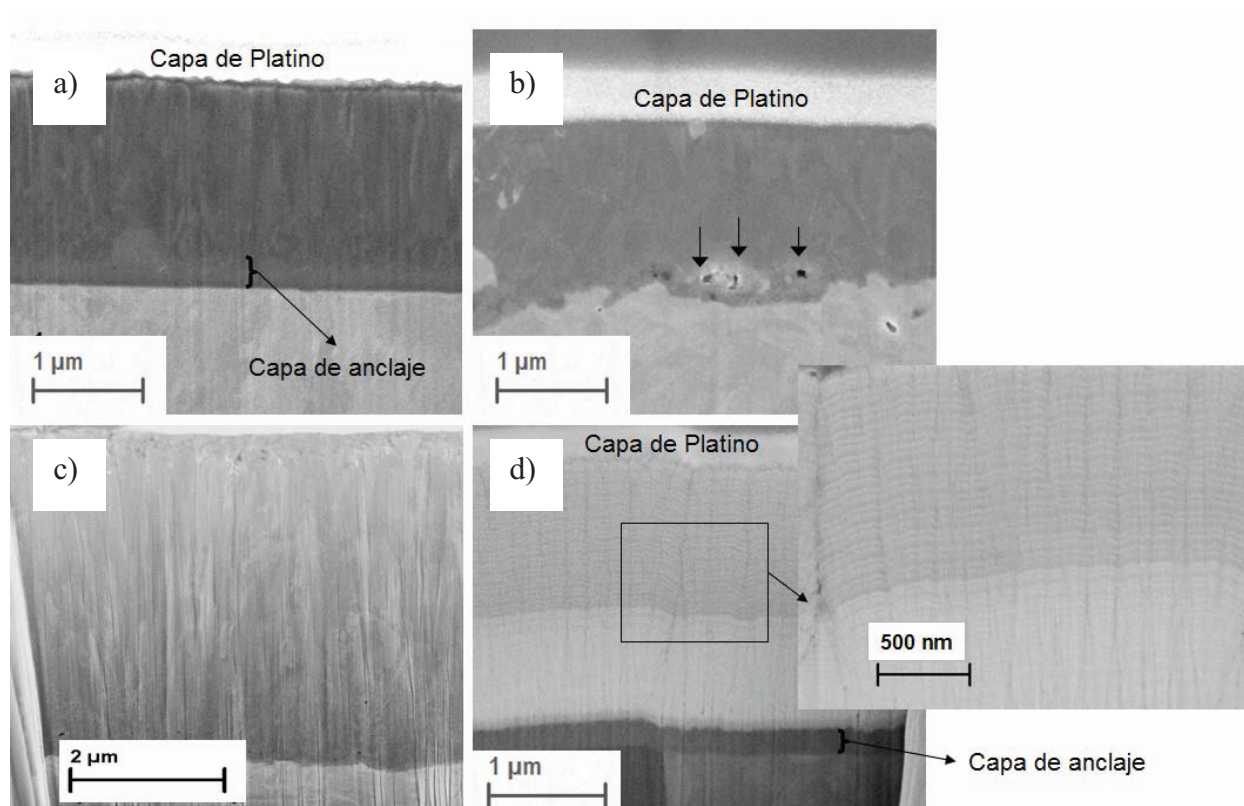 a)
Capa de Platino
Capa de anclaje
1 µm
b)
Capa de Platino
1 µm
c)
2 µm
d)
Capa de Platino
1 µm
500 nm
Capa de anclaje